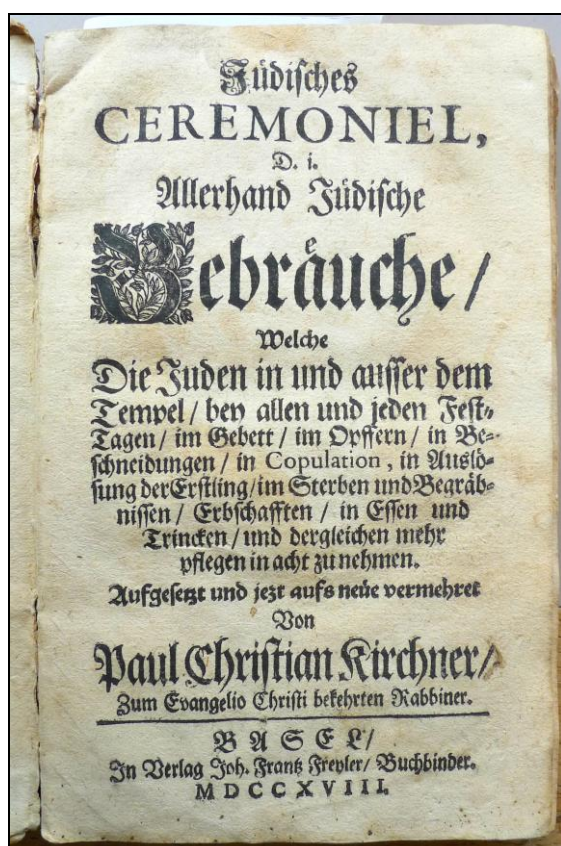 Jüdisches
CEREMONIEL,
D. i.
Allerhand Jüdische
Gebräuche /
Welche
Die Juden in und ausser dem
Tempel / bey allen und jeden Fest-
Tagen / im Gebett / im Opffern / in Be-
schneidungen / in Copulation, in Auslö-
sung der Erstling / im Sterben und Begräb-
nissen / Erbschafften / in Essen und
Trincken / und dergleichen mehr
pflegen in acht zu nehmen.
Aufgesetzt und jezt aufs neüe vermehret
Von
Paul Christian Kirchner /
Zum Evangelio Christi bekehrten Rabbiner.
BASEL /
In Verlag Joh. Frantz Freyler / Buchbinder.
MDCCXVIII.